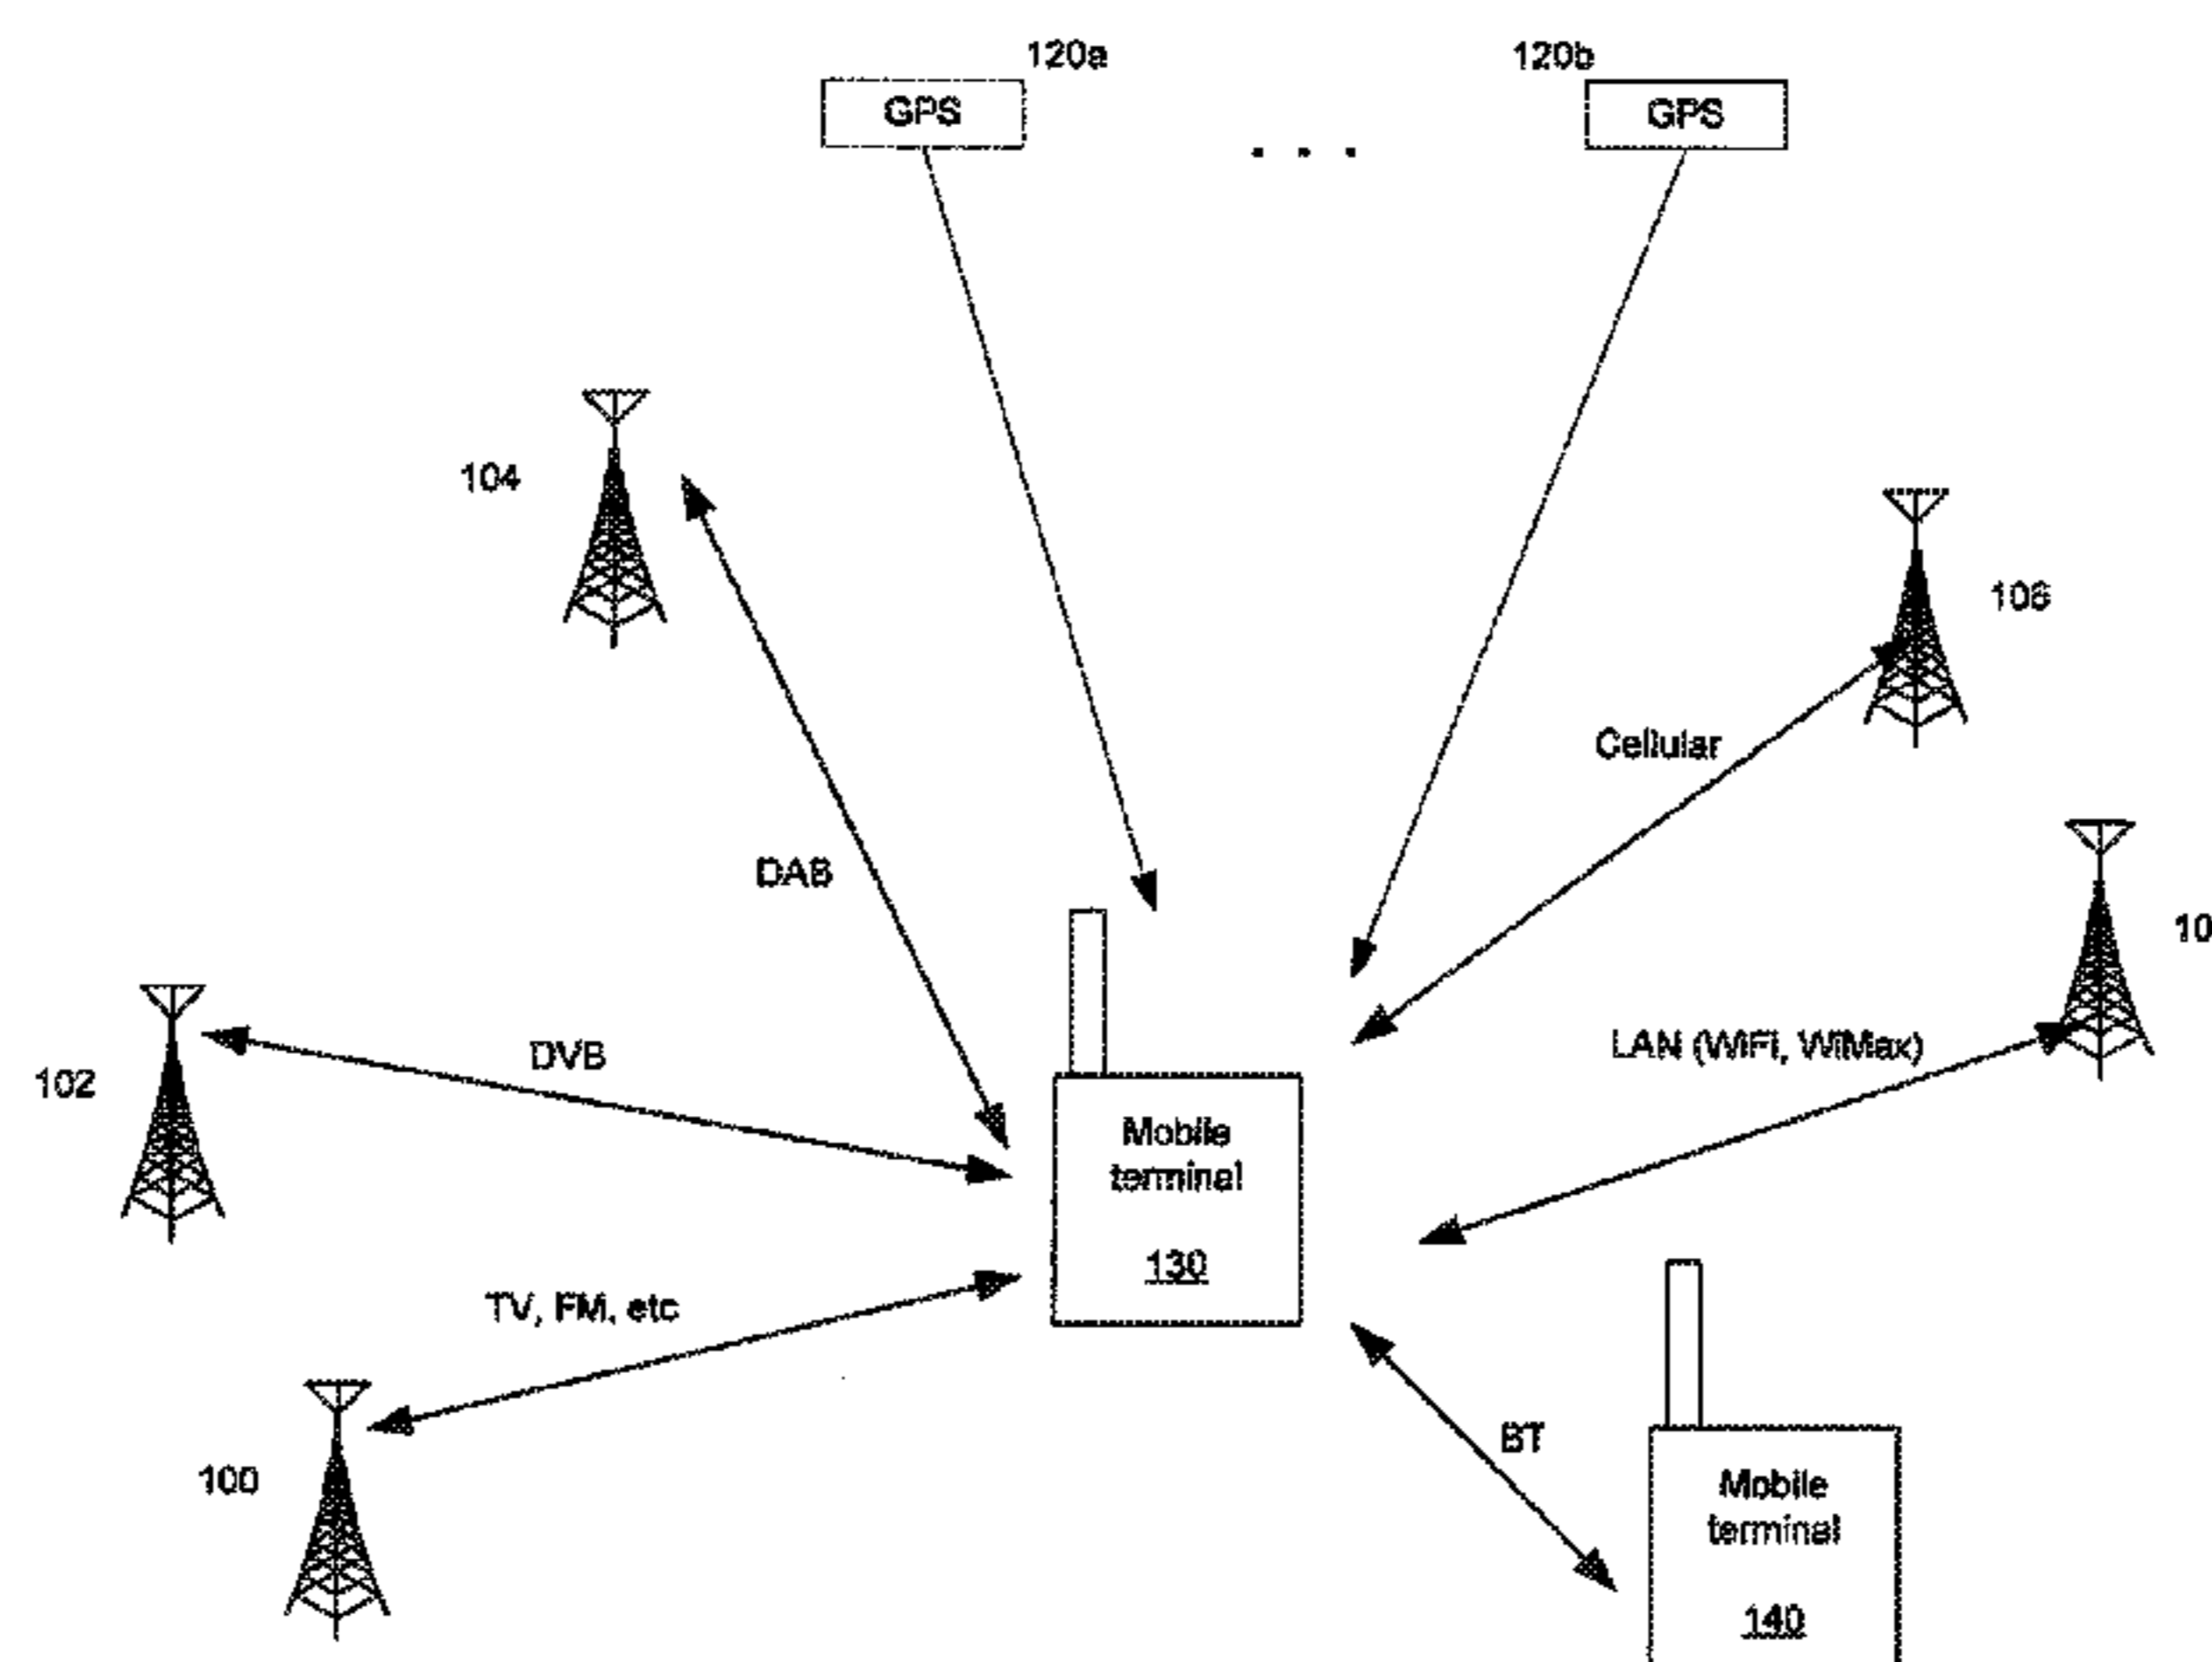 120a
120b
GPS
GPS
104
106
Cellular
DAB
LAN (WiFi, WiMax)
DVB
102
Mobile
terminal
130
TV, FM, etc
100
BT
Mobile
terminal
140